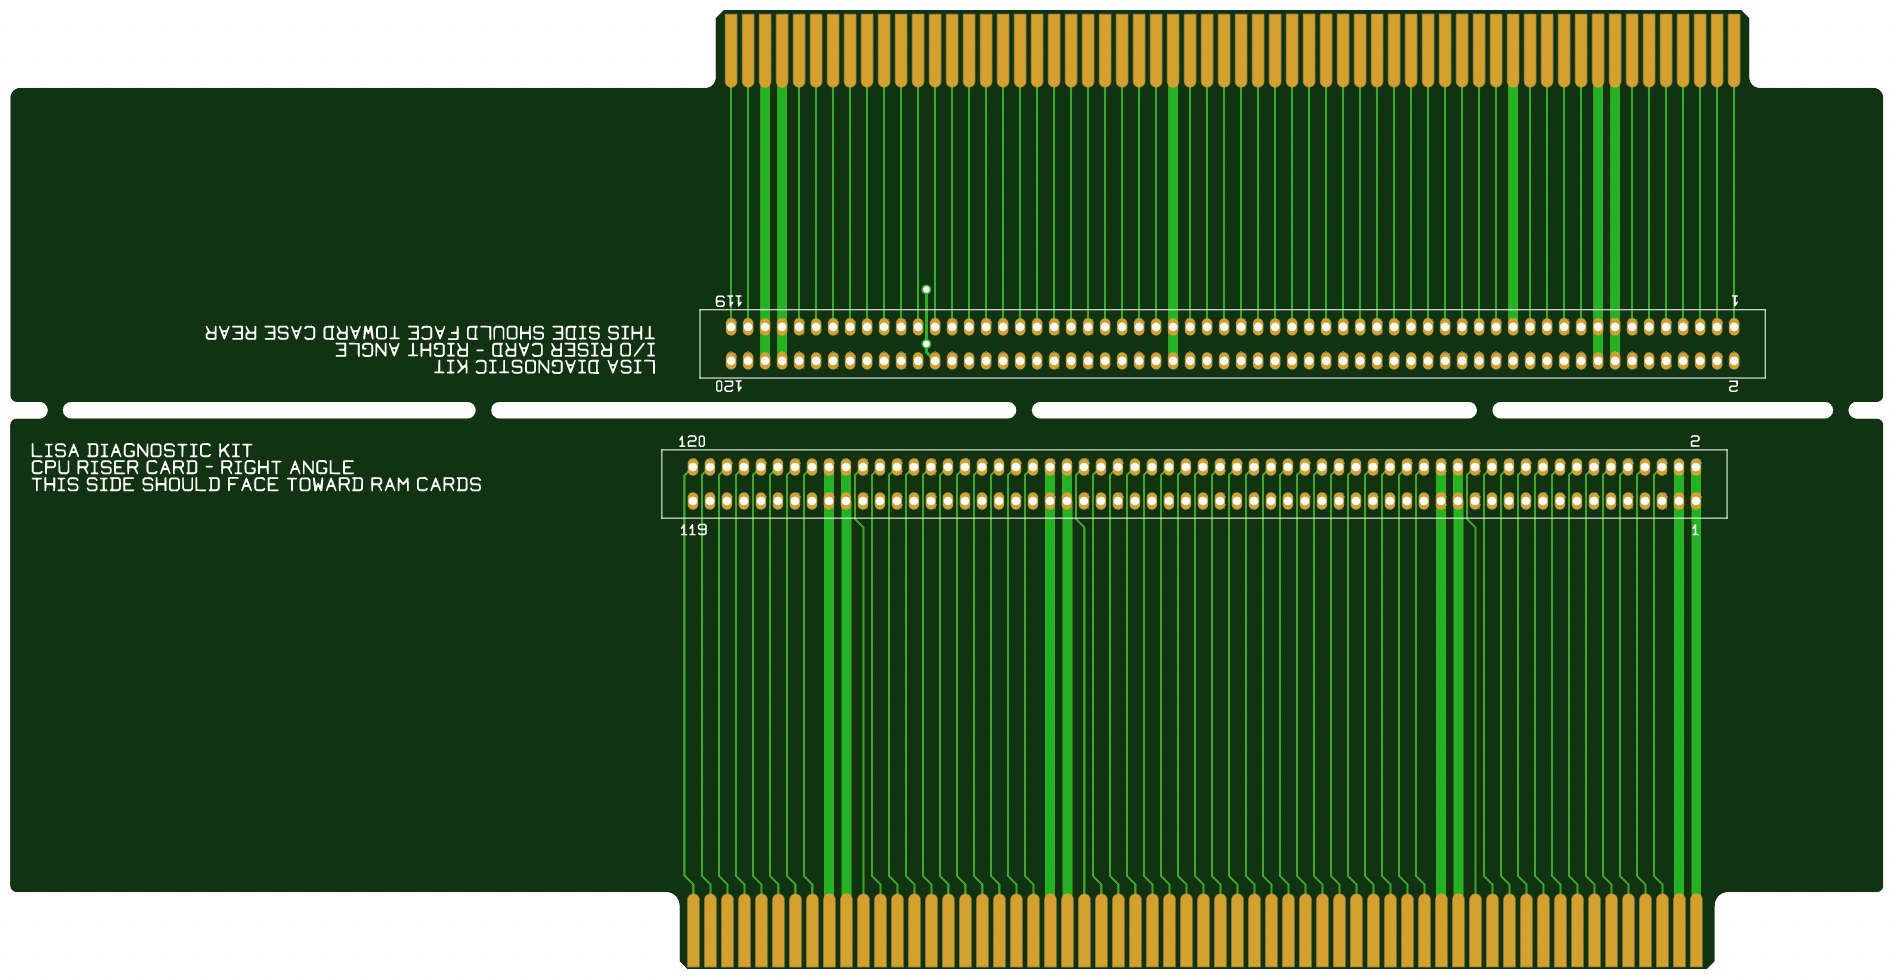 119
1
THIS SIDE SHOULD FACE TOWARD CASE REAR
I/O RISER CARD - RIGHT ANGLE
LISA DIAGNOSTIC KIT
120
2
LISA DIAGNOSTIC KIT
CPU RISER CARD - RIGHT ANGLE
THIS SIDE SHOULD FACE TOWARD RAM CARDS
120
2
119
1